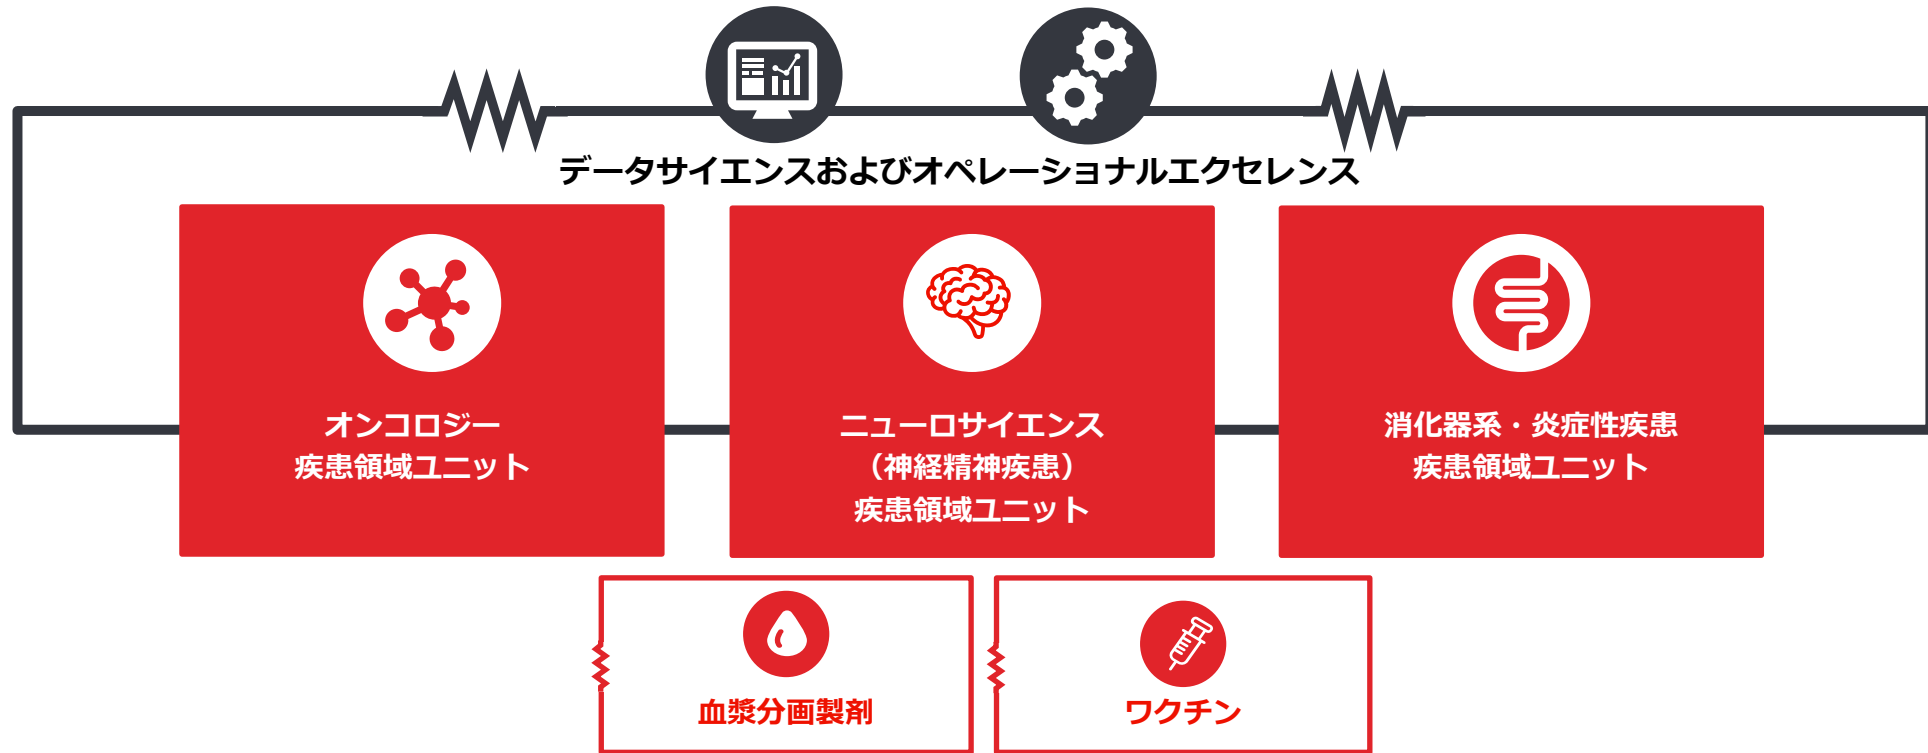 データサイエンスおよびオペレーショナルエクセレンス
オンコロジー
疾患領域ユニット
ニューロサイエンス
（神経精神疾患）
疾患領域ユニット
消化器系・炎症性疾患
疾患領域ユニット
血漿分画製剤
ワクチン